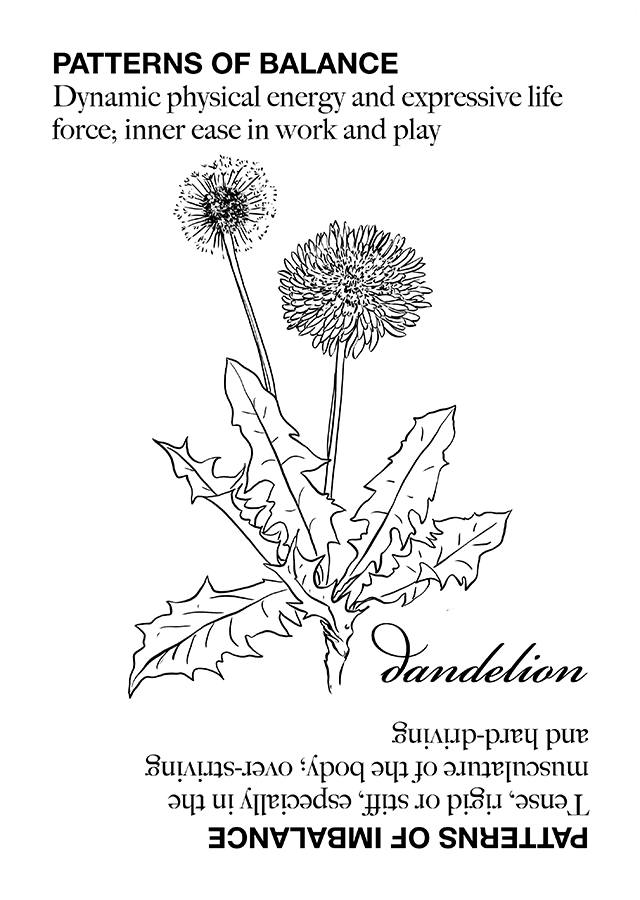 PATTERNS OF BALANCE
Dynamic physical energy and expressive life
force; inner ease in work and play
dandelion
PATTERNS OF IMBALANCE
Tense, rigid or stiff, especially in the
musculature of the body; over-striving
and hard-driving